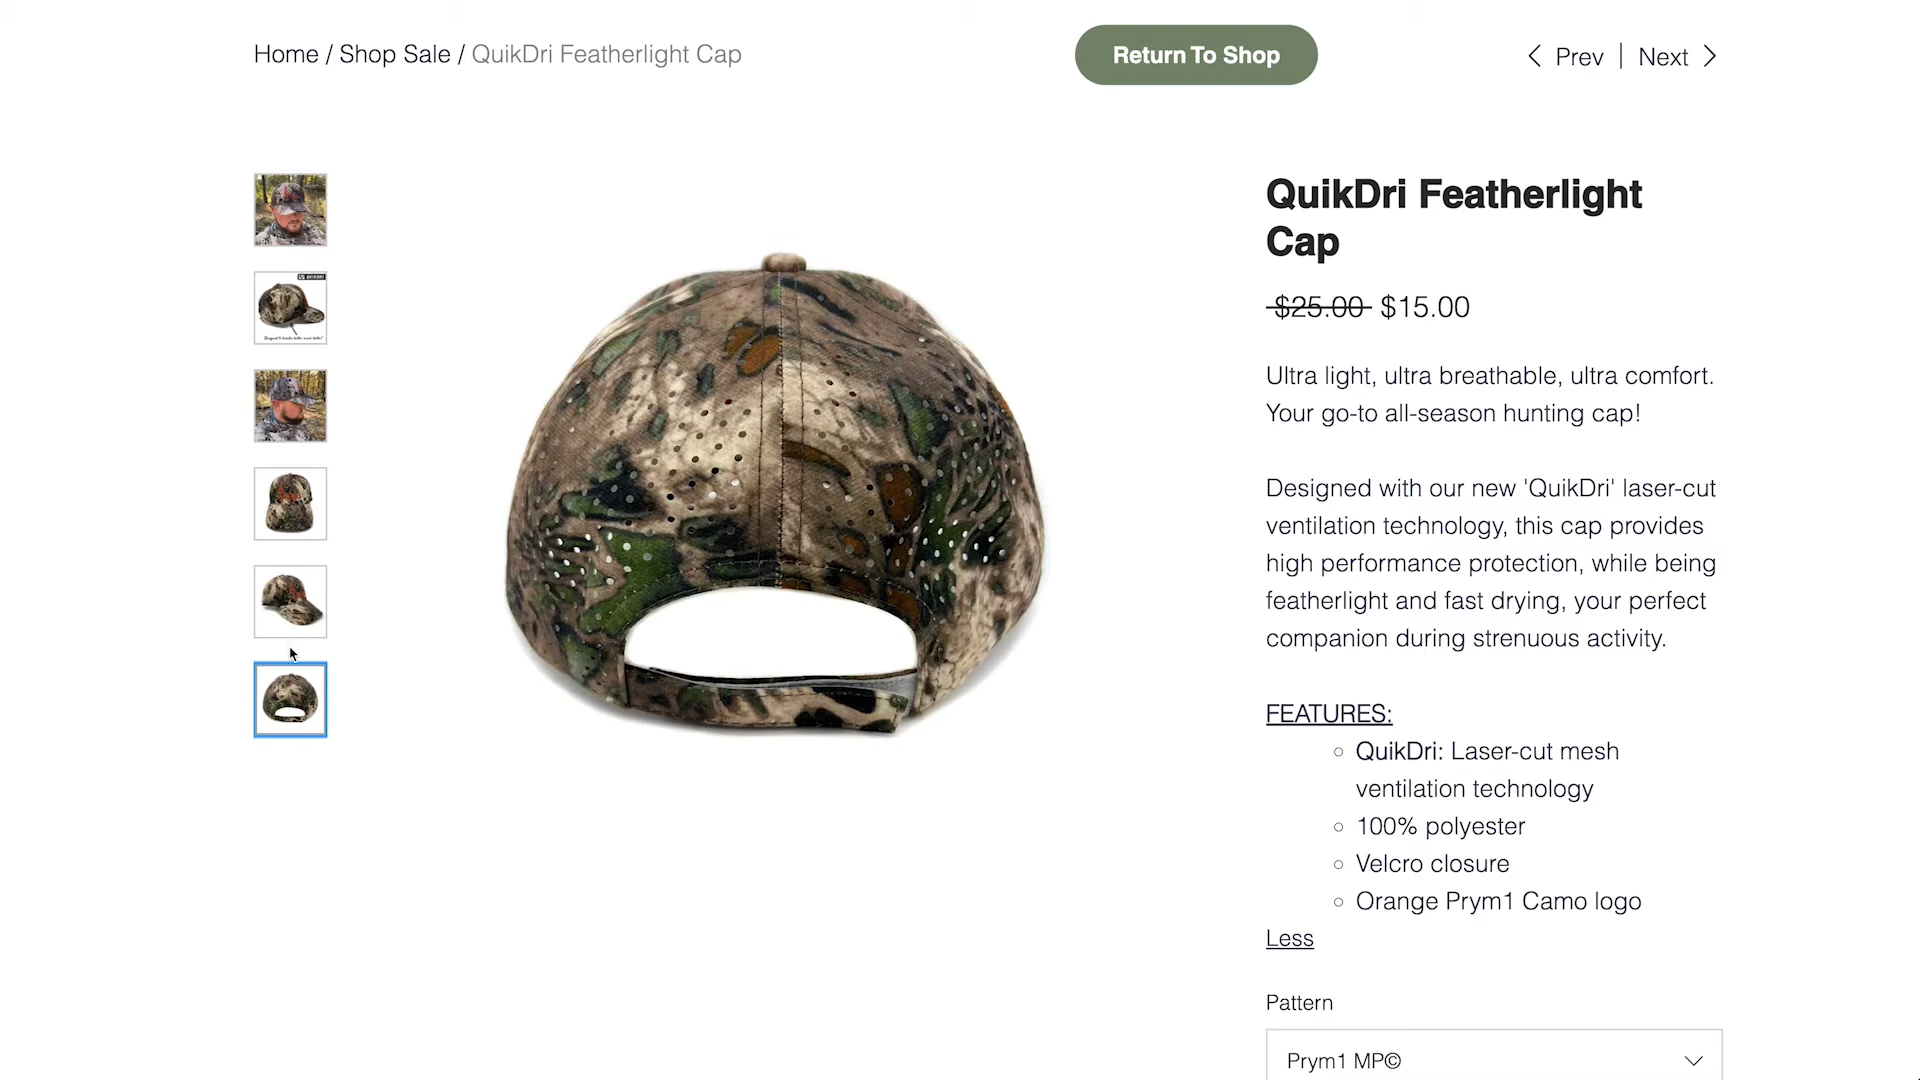 Home / Shop Sale / QuikDri Featherlight Cap
Return To Shop
Prev | Next
QuikDri Featherlight
Cap
$25.00 $15.00
Ultra light, ultra breathable, ultra comfort.
Your go-to all-season hunting cap!
Designed with our new 'QuikDri' laser-cut
ventilation technology, this cap provides
high performance protection, while being
featherlight and fast drying, your perfect
companion during strenuous activity.
FEATURES:
QuikDri: Laser-cut mesh
ventilation technology
100% polyester
Velcro closure
Orange Prym1 Camo logo
Less
Pattern
Prym1 MP©